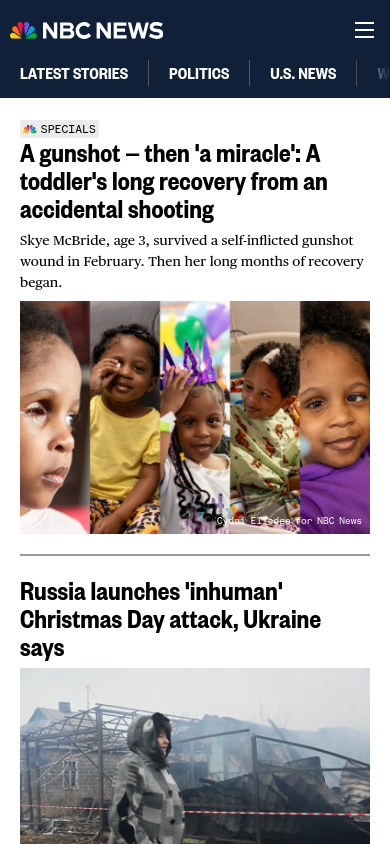 NBC NEWS
LATEST STORIES POLITICS U.S. NEWS
SPECIALS
A gunshot — then 'a miracle': A
toddler's long recovery from an
accidental shooting
Skye McBride, age 3, survived a self-inflicted gunshot
wound in February. Then her long months of recovery
began.
Cydni Elledge for NBC News
Russia launches 'inhuman'
Christmas Day attack, Ukraine
says